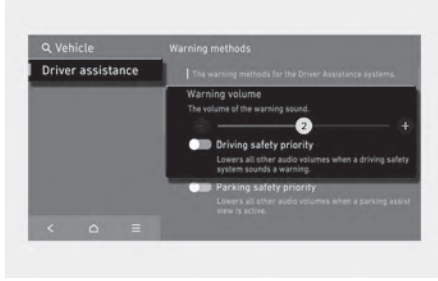 Vehicle
Warning methods
Driver assistance
The warning methods for the Driver Assistance systems.
Warning volume
The volume of the warning sound.
2
Driving safety priority
Lowers all other audio volumes when a driving safety
system sounds a warning.
Parking safety priority
Lowers all other audio volumes when a parking assist
view is active.